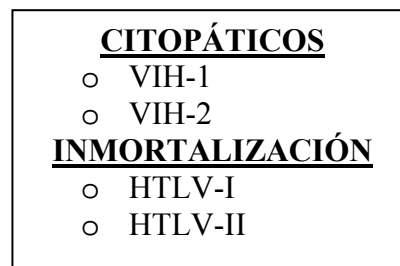 CITOPÁTICOS
o VIH-1
o VIH-2
INMORTALIZACIÓN
o HTLV-I
o HTLV-II